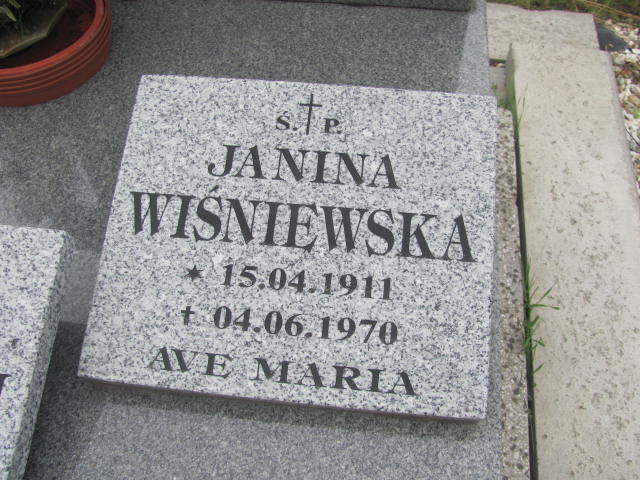 Ś.†P.
JANINA
WIŚNIEWSKA
★ 15.04.1911
† 04.06.1970
AVE MARIA